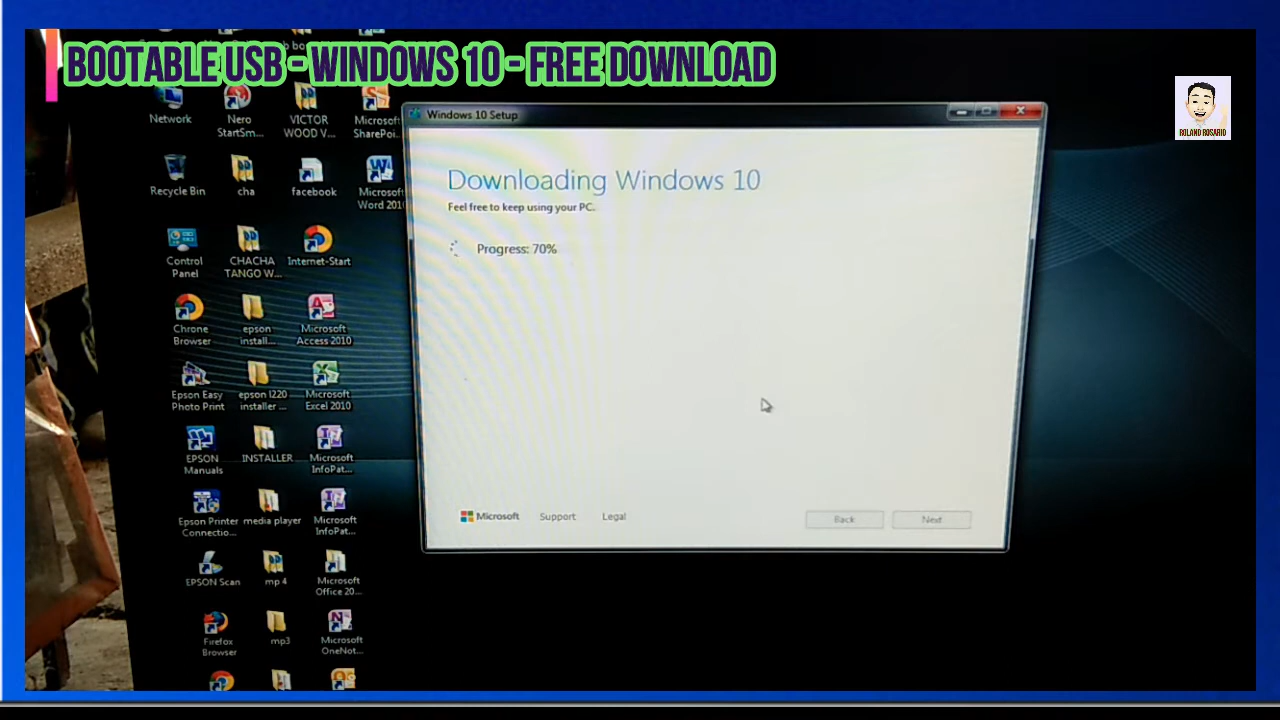 BOOTABLE USB - WINDOWS 10 - FREE DOWNLOAD
ROLAND ROSARIO
Network
Nero
StartSm...
VICTOR
WOOD V...
Microsoft
SharePoi...
Recycle Bin
cha
facebook
Microsoft
Word 2010
Control
Panel
CHACHA
TANGO W...
Internet-Start
Chrome
Browser
epson
install...
Microsoft
Access 2010
Epson Easy
Photo Print
epson l220
installer ...
Microsoft
Excel 2010
EPSON
Manuals
INSTALLER
Microsoft
InfoPat...
Epson Printer
Connectio...
media player
Microsoft
InfoPat...
EPSON Scan
mp 4
Microsoft
Office 20...
Firefox
Browser
mp3
Microsoft
OneNot...
Windows 10 Setup
Downloading Windows 10
Feel free to keep using your PC.
Progress: 70%
Microsoft Support Legal
Back Next